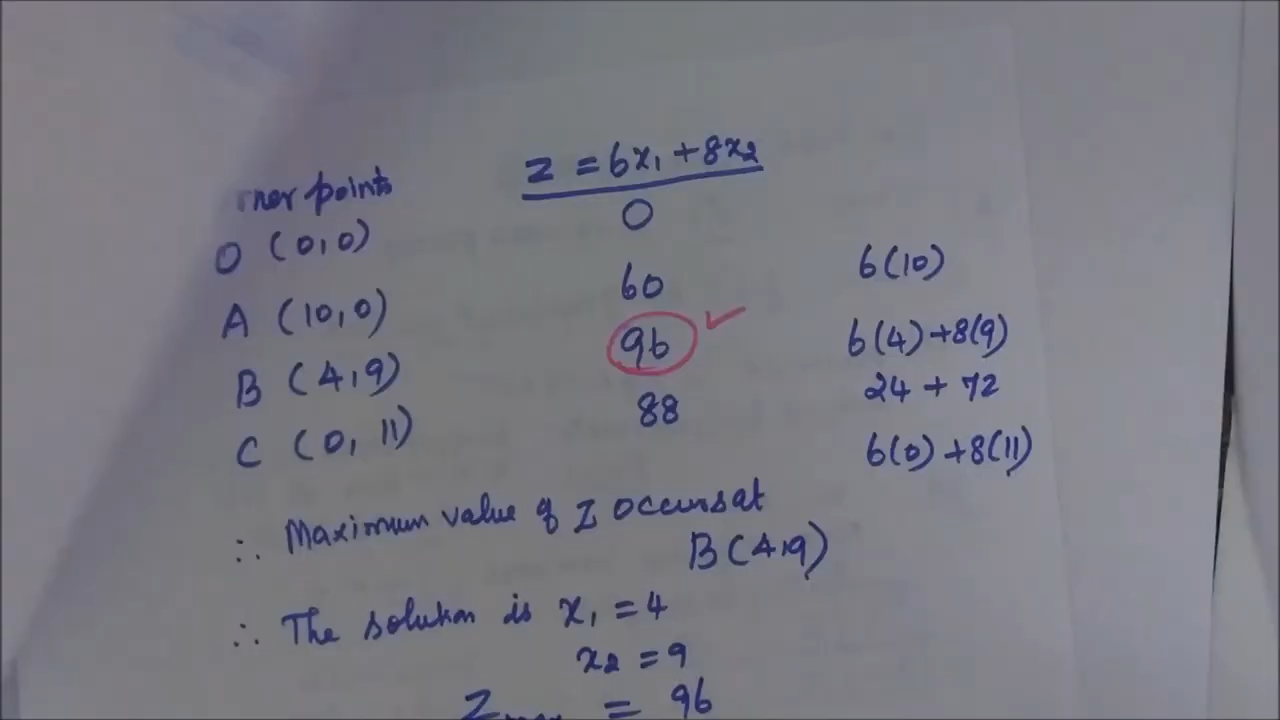 rner points Z = 6x₁ + 8x₂
O (0,0) 0
A (10,0) 60 6(10)
B (4,9) 96 ✓ 6(4)+8(9)
24 + 72
C (0, 11) 88 6(0)+8(11)
∴ Maximum value of Z occurs at
B(4,9)
∴ The solution is x₁ = 4
x₂ = 9
Zmax = 96